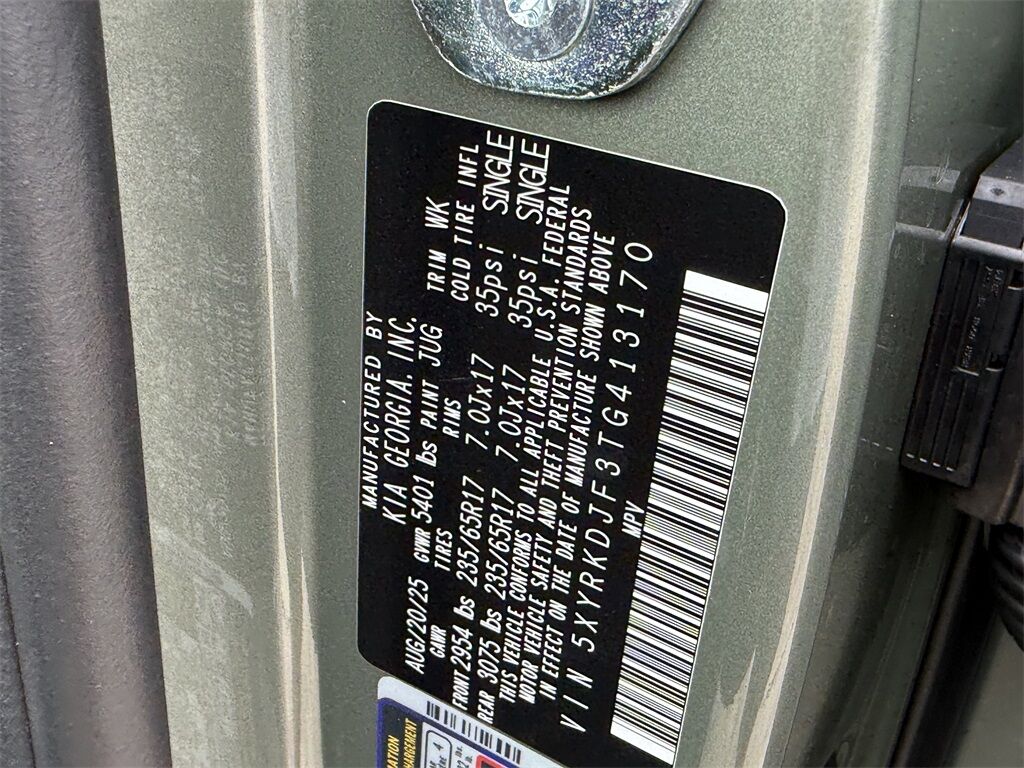 MANUFACTURED BY
KIA GEORGIA, INC.
AUG/20/25 GVWR 5401 lbs PAINT JUG TRIM WK
GAWR TIRES RIMS COLD TIRE INFL
FRONT 2954 lbs 235/65R17 7.0Jx17 35psi SINGLE
REAR 3075 lbs 235/65R17 7.0Jx17 35psi SINGLE
THIS VEHICLE CONFORMS TO ALL APPLICABLE U.S.A. FEDERAL
MOTOR VEHICLE SAFETY AND THEFT PREVENTION STANDARDS
IN EFFECT ON THE DATE OF MANUFACTURE SHOWN ABOVE
VIN 5XYRKDJF3TG413170
MPV